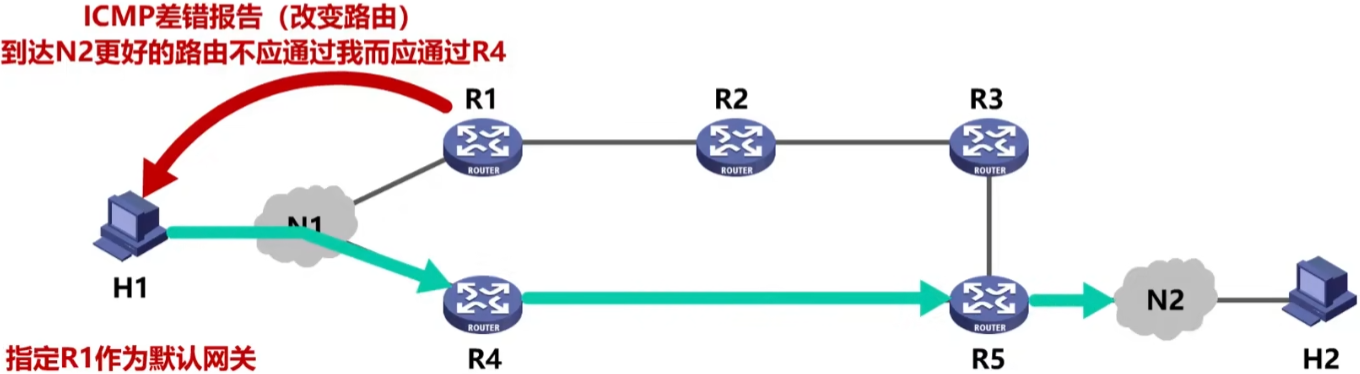 ICMP差错报告（改变路由）
到达N2更好的路由不应通过我而应通过R4
R1
R2
R3
ROUTER
ROUTER
ROUTER
N1
H1
ROUTER
ROUTER
N2
R4
R5
H2
指定R1作为默认网关